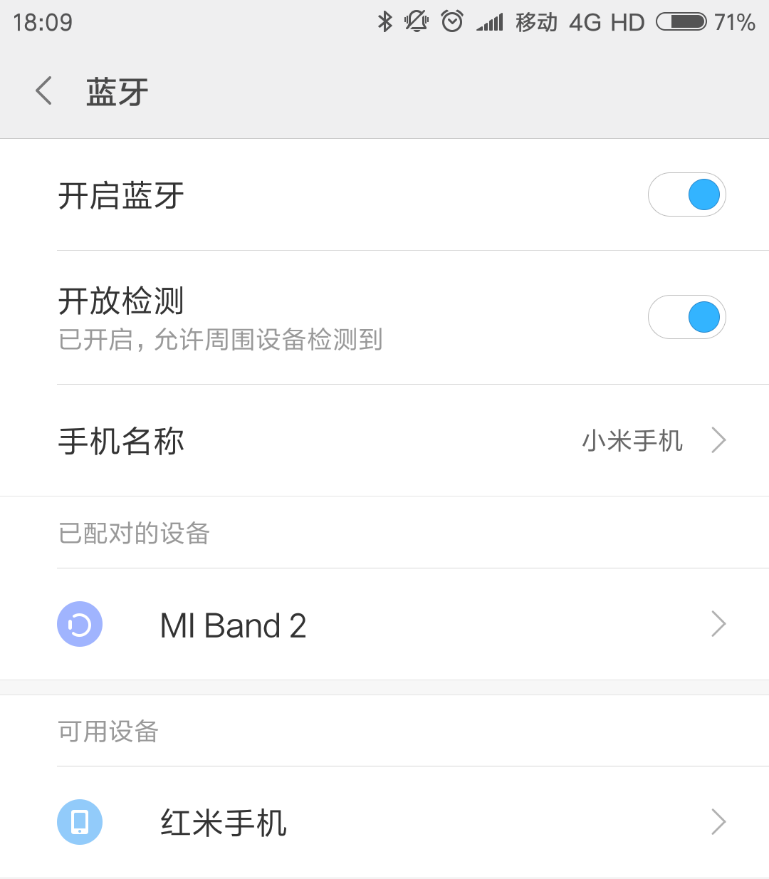 18:09 移动 4G HD 71%
蓝牙
开启蓝牙
开放检测
已开启，允许周围设备检测到
手机名称 小米手机
已配对的设备
MI Band 2
可用设备
红米手机